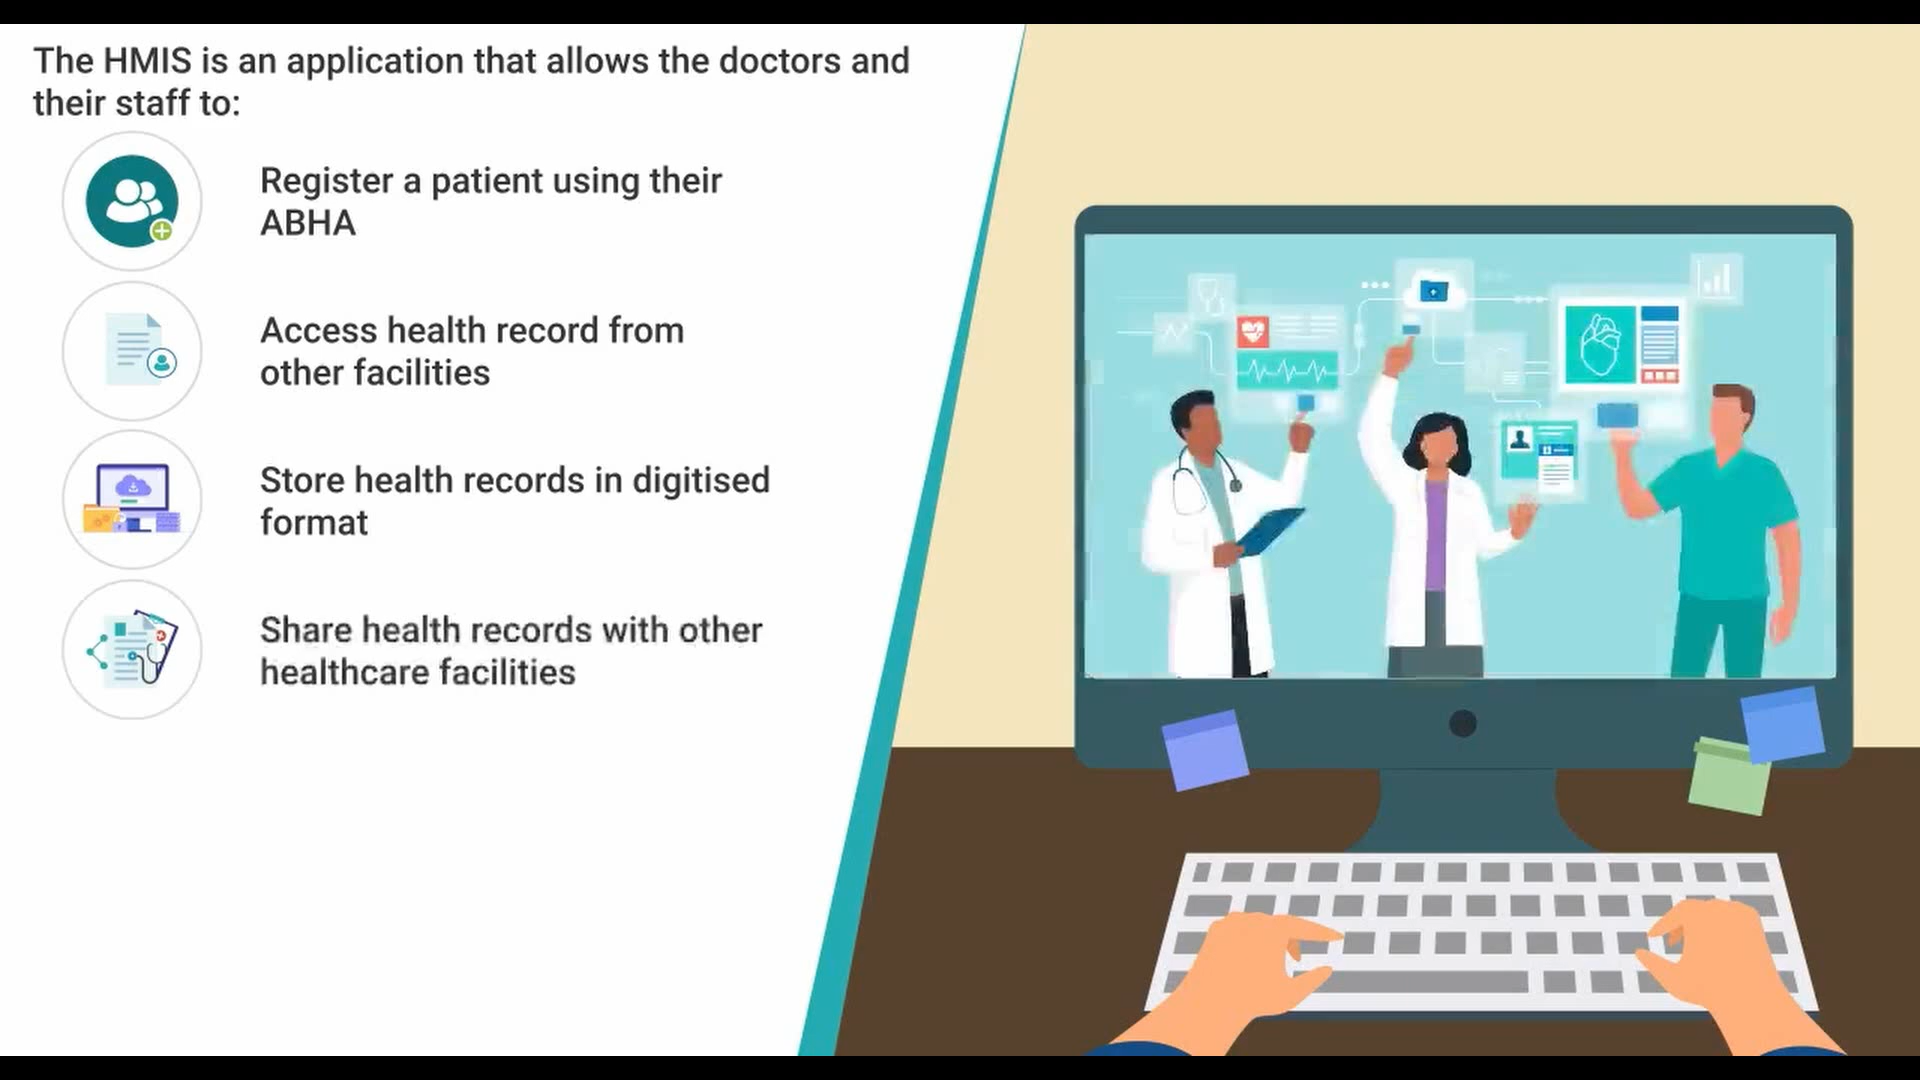 The HMIS is an application that allows the doctors and
their staff to:
Register a patient using their
ABHA
Access health record from
other facilities
Store health records in digitised
format
Share health records with other
healthcare facilities